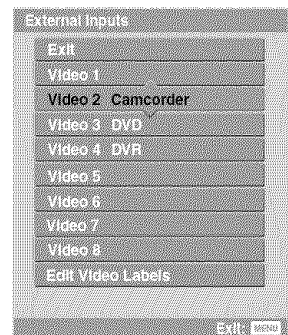 External Inputs
Exit
Video 1
Video 2 Camcorder
Video 3 DVD
Video 4 DVR
Video 5
Video 6
Video 7
Video 8
Edit Video Labels
Exit: MENU